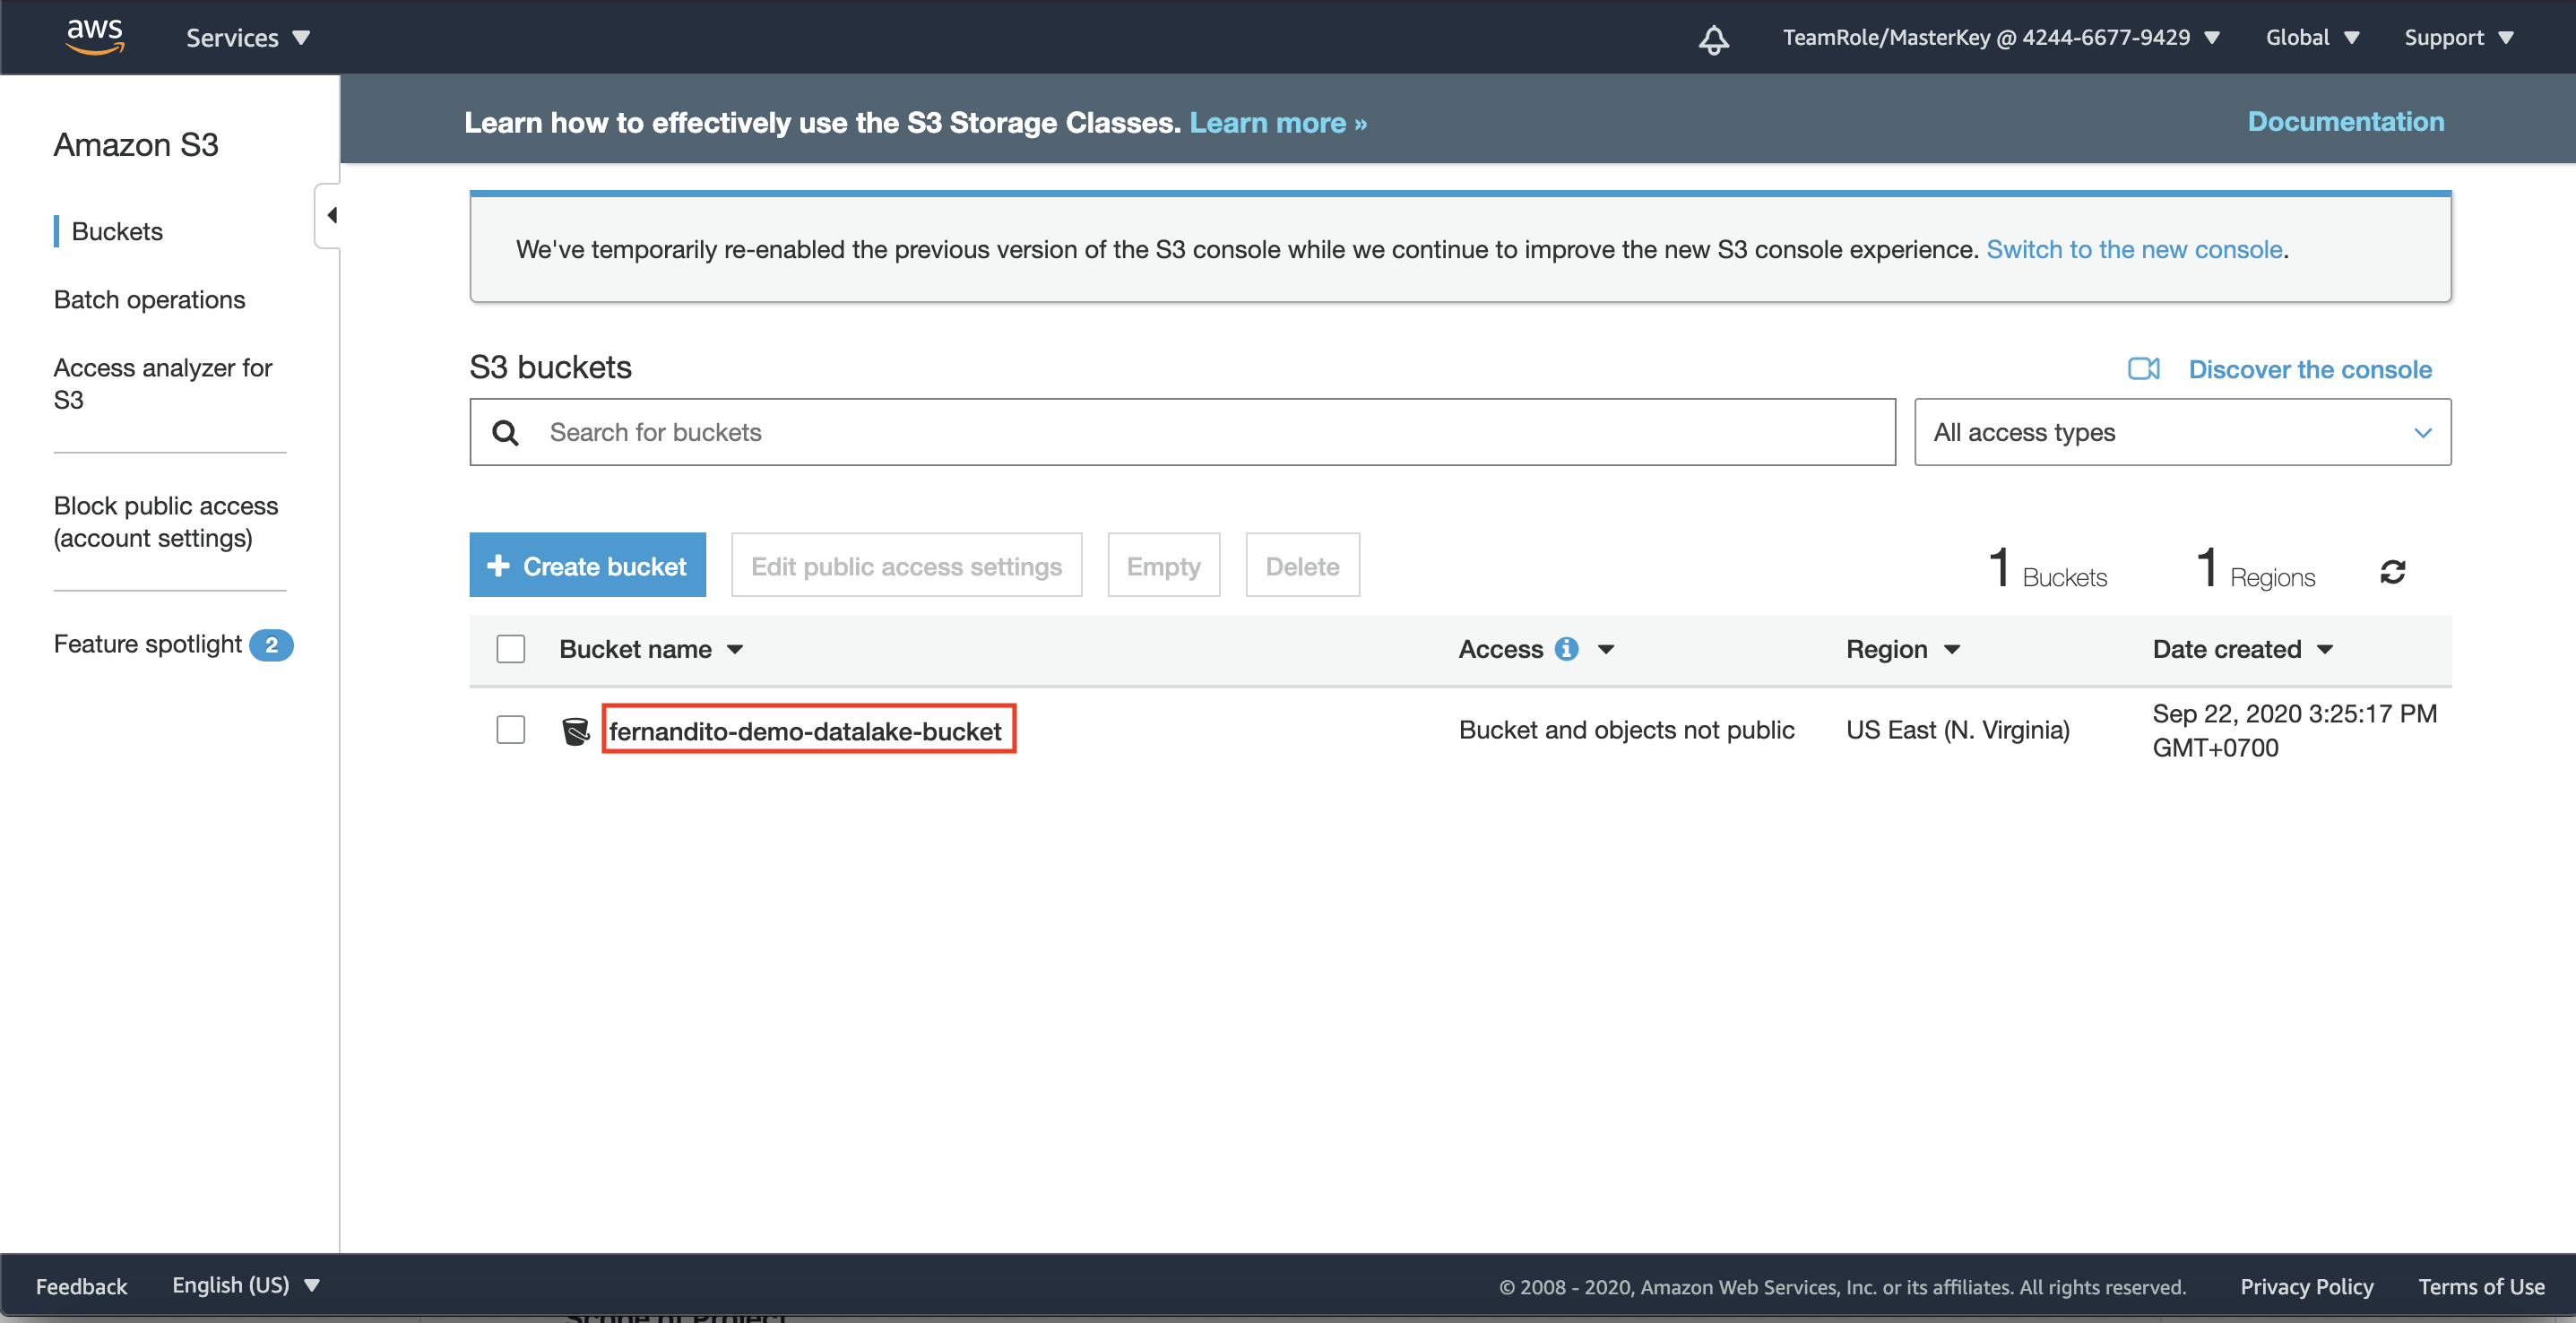 aws
Services
TeamRole/MasterKey @ 4244-6677-9429
Global
Support
Amazon S3
Buckets
Batch operations
Access analyzer for
S3
Block public access
(account settings)
Feature spotlight 2
Learn how to effectively use the S3 Storage Classes. Learn more »
Documentation
We've temporarily re-enabled the previous version of the S3 console while we continue to improve the new S3 console experience. Switch to the new console.
S3 buckets
Discover the console
Search for buckets
All access types
Create bucket
Edit public access settings
Empty
Delete
1 Buckets
1 Regions
Bucket name
Access
Region
Date created
fernandito-demo-datalake-bucket
Bucket and objects not public
US East (N. Virginia)
Sep 22, 2020 3:25:17 PM
GMT+0700
Feedback
English (US)
© 2008 - 2020, Amazon Web Services, Inc. or its affiliates. All rights reserved.
Privacy Policy
Terms of Use
Scope of Project